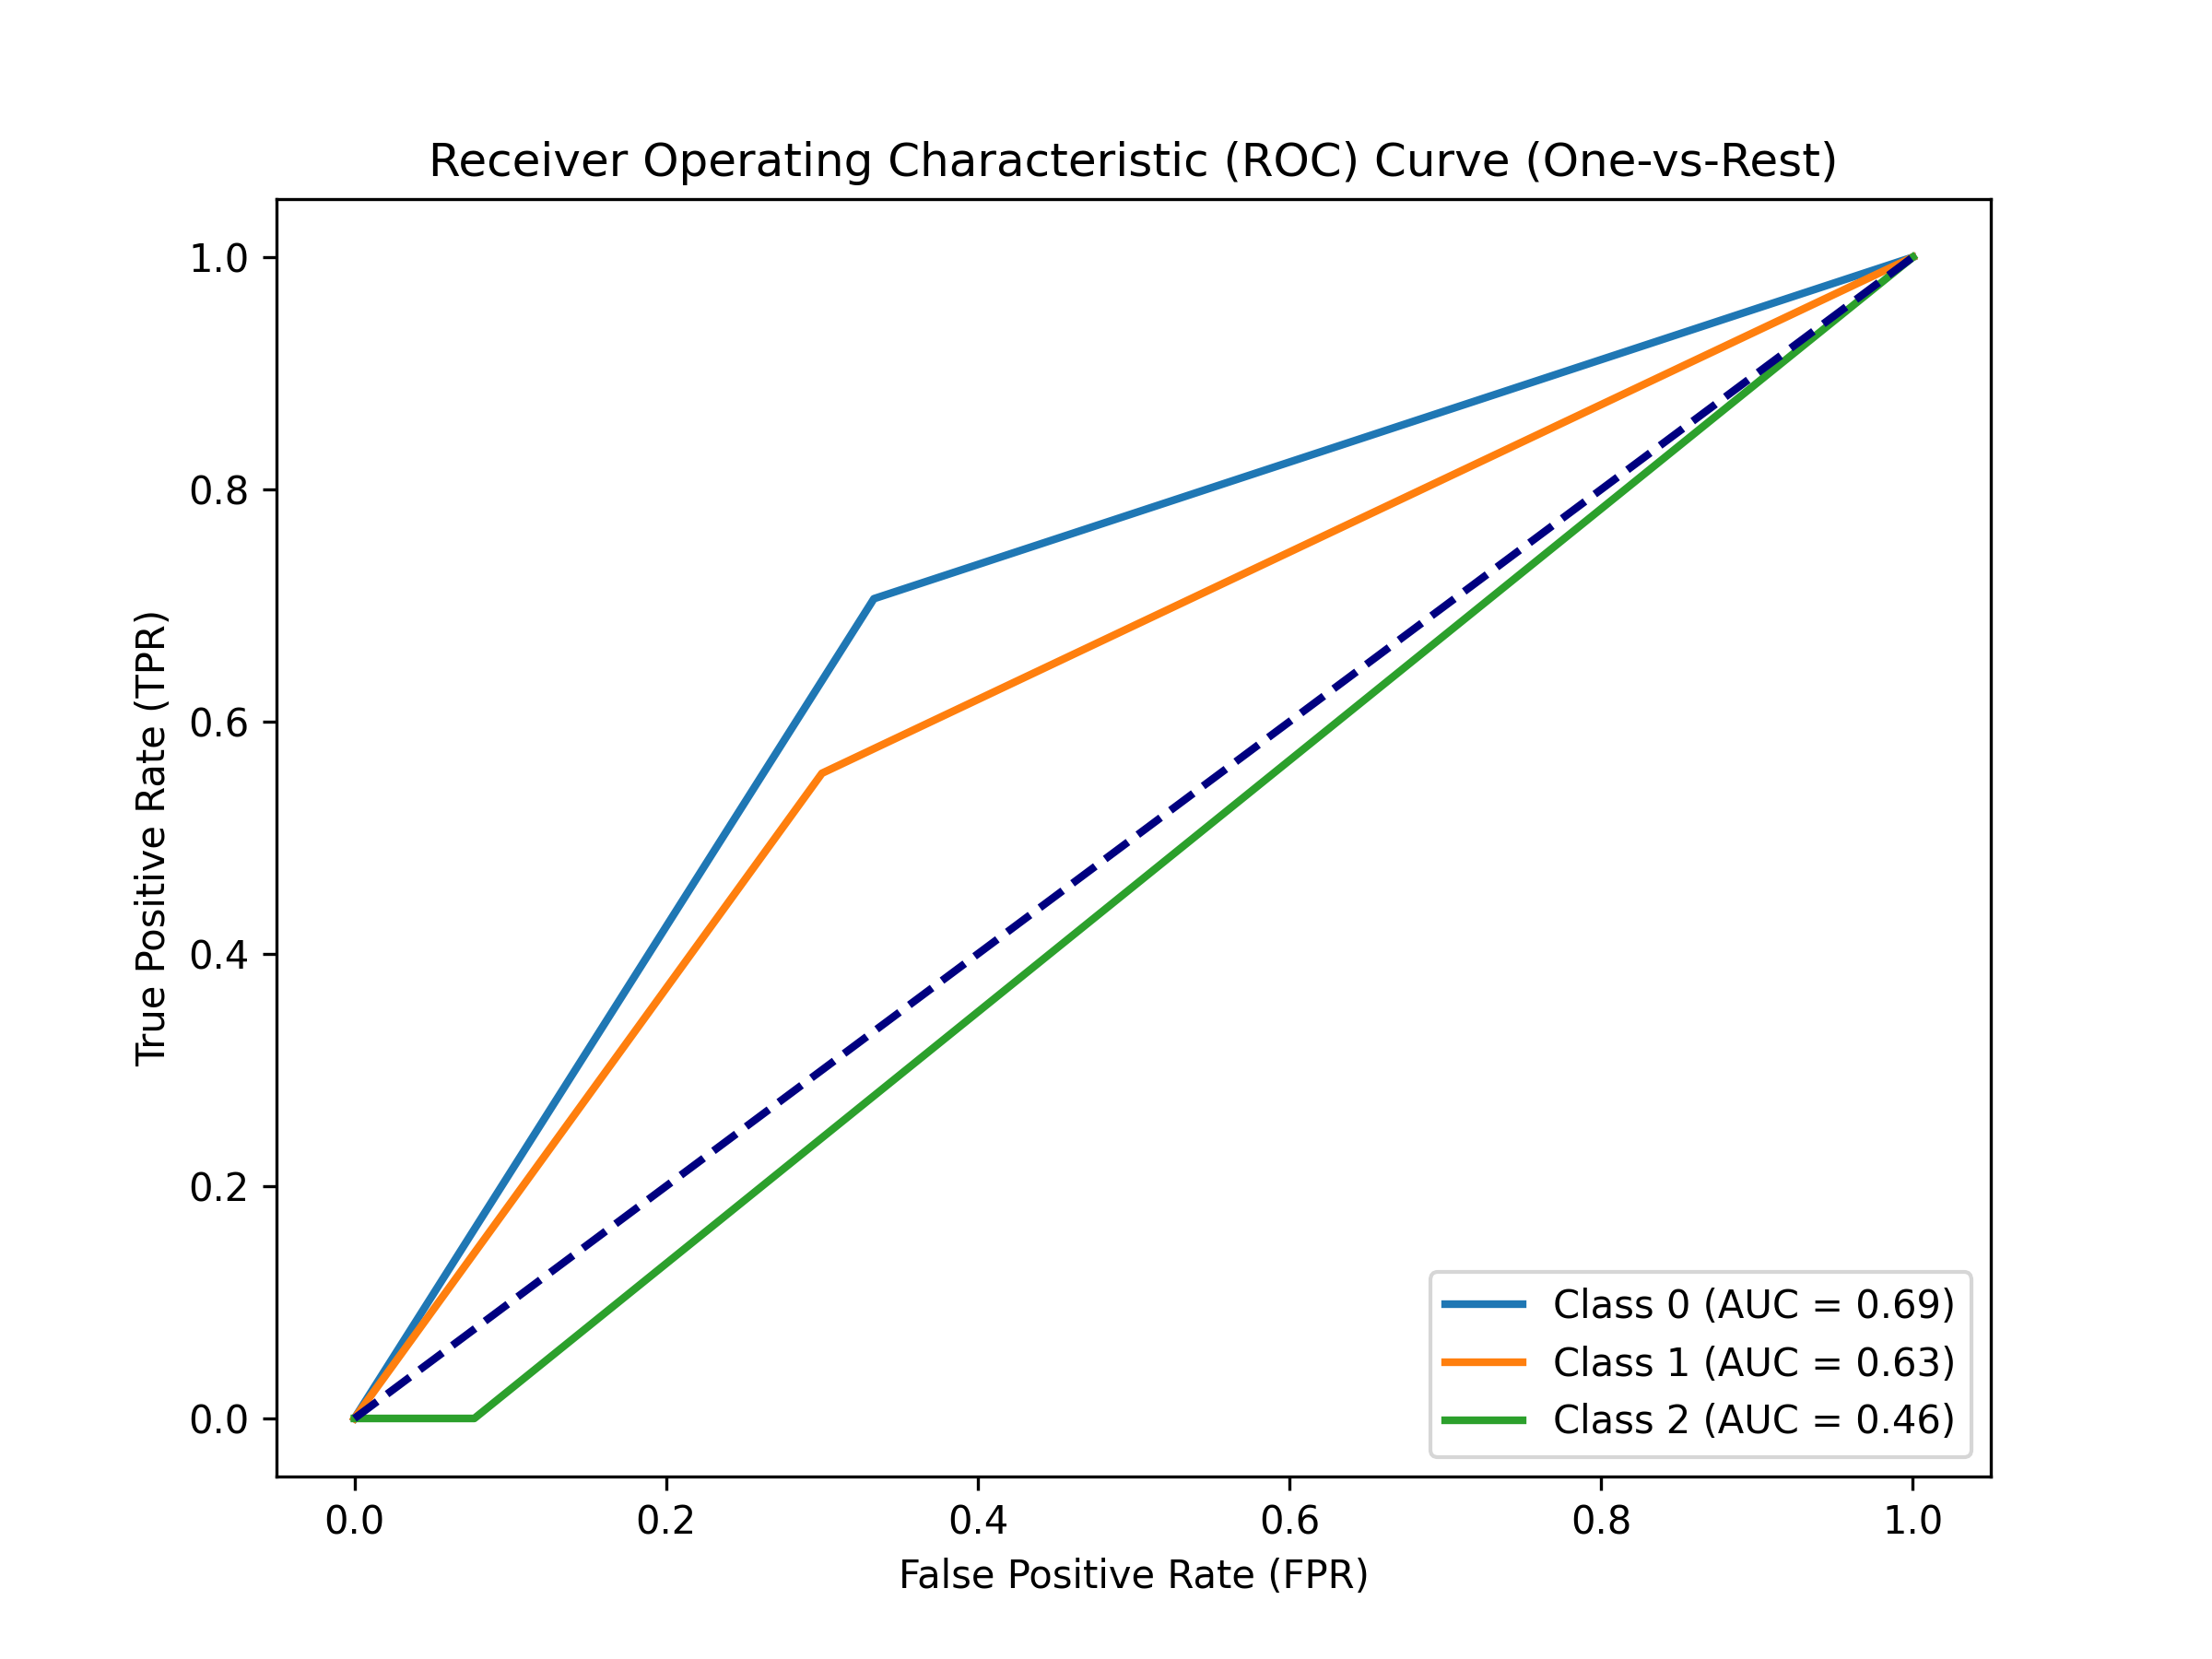 Receiver Operating Characteristic (ROC) Curve (One-vs-Rest)
1.0
0.8
0.6
0.4
0.2
0.0
True Positive Rate (TPR)
Class 0 (AUC = 0.69)
Class 1 (AUC = 0.63)
Class 2 (AUC = 0.46)
0.0 0.2 0.4 0.6 0.8 1.0
False Positive Rate (FPR)